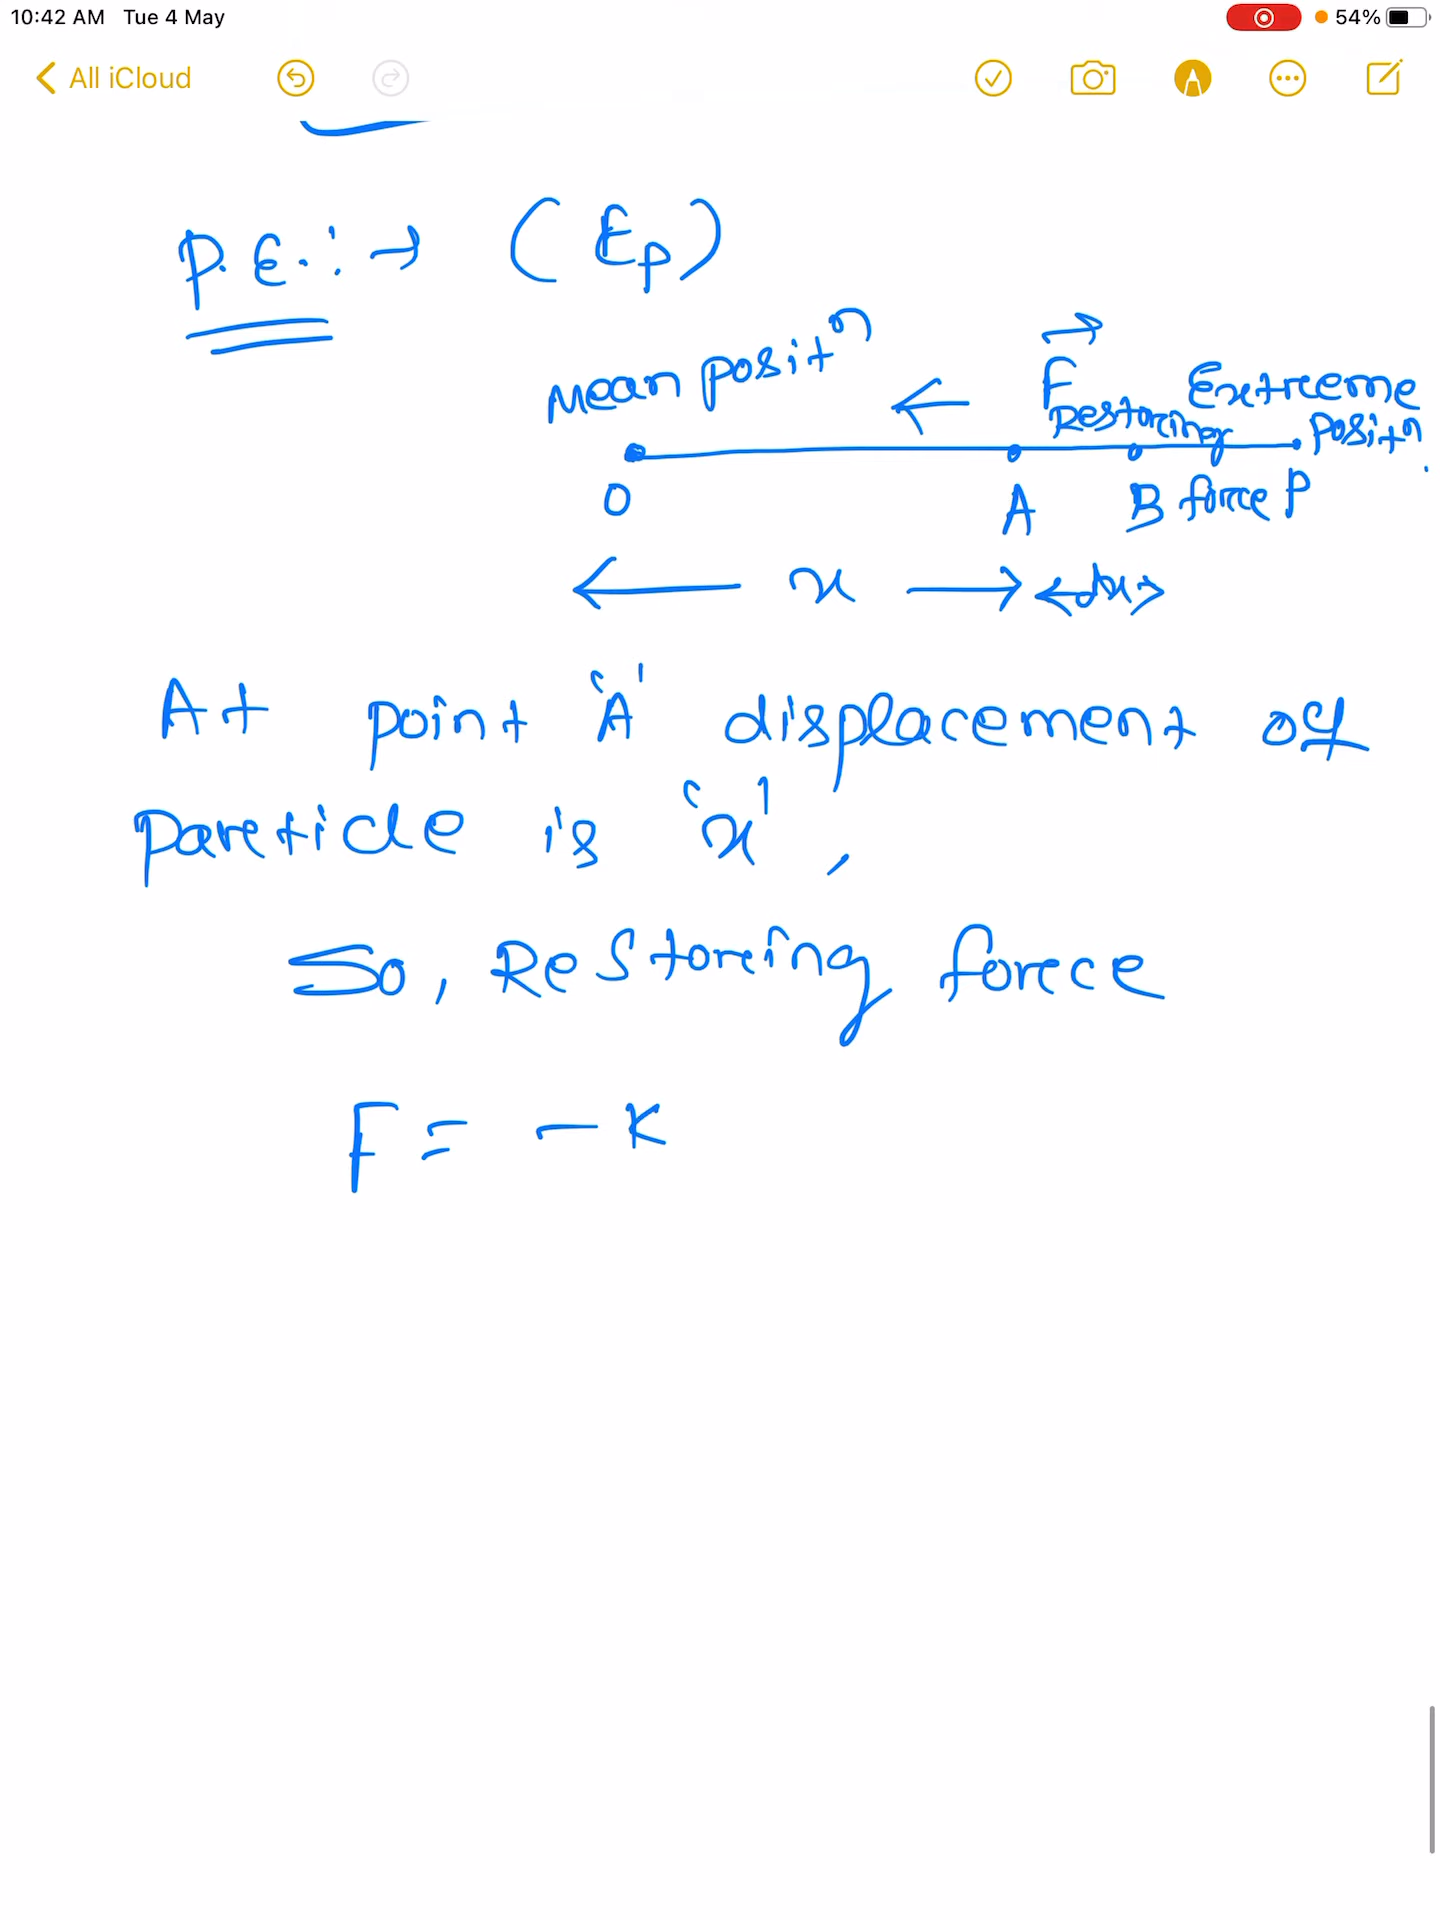 10:42 AM Tue 4 May 54%
All iCloud
P.E.:→ (Ep)
Mean positⁿ
← F Extreme
Restoring positⁿ.
O A B force P
← x → ←dx→
At point 'A' displacement of
particle is 'x',
So, Restoring force
F = - K